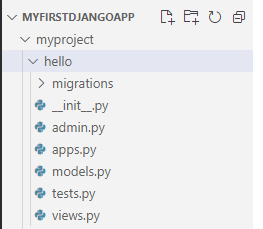 MYFIRSTDJANGOAPP
myproject
hello
migrations
__init__.py
admin.py
apps.py
models.py
tests.py
views.py